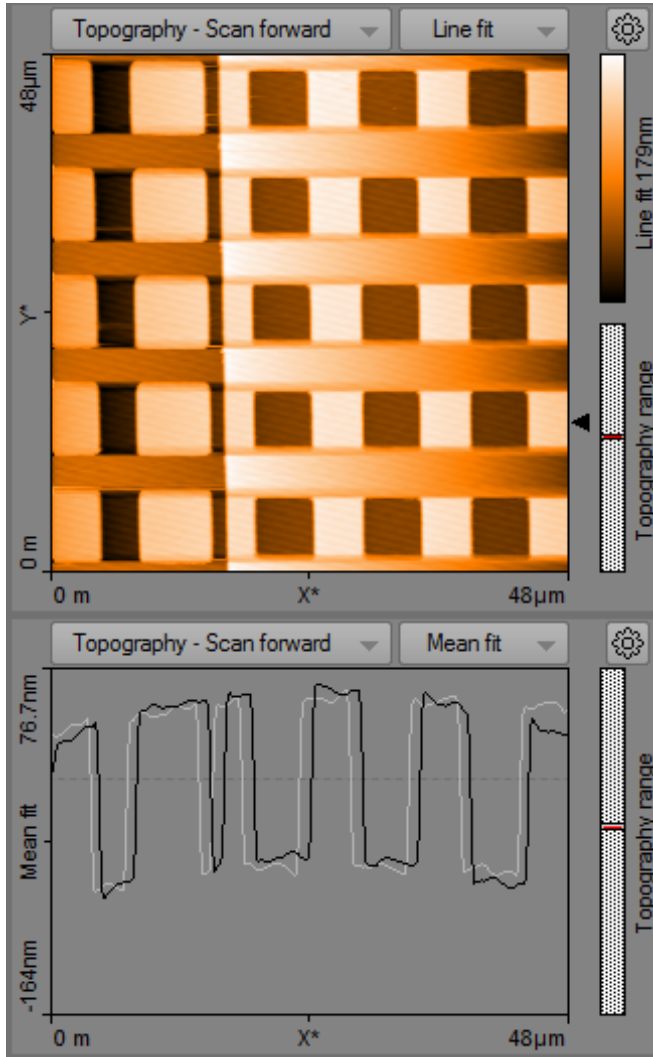 Topography - Scan forward
Line fit
48µm
Y*
0 m
0 m
X*
48µm
Line fit 179nm
Topography range
Topography - Scan forward
Mean fit
76.7nm
Mean fit
-164nm
0 m
X*
48µm
Topography range